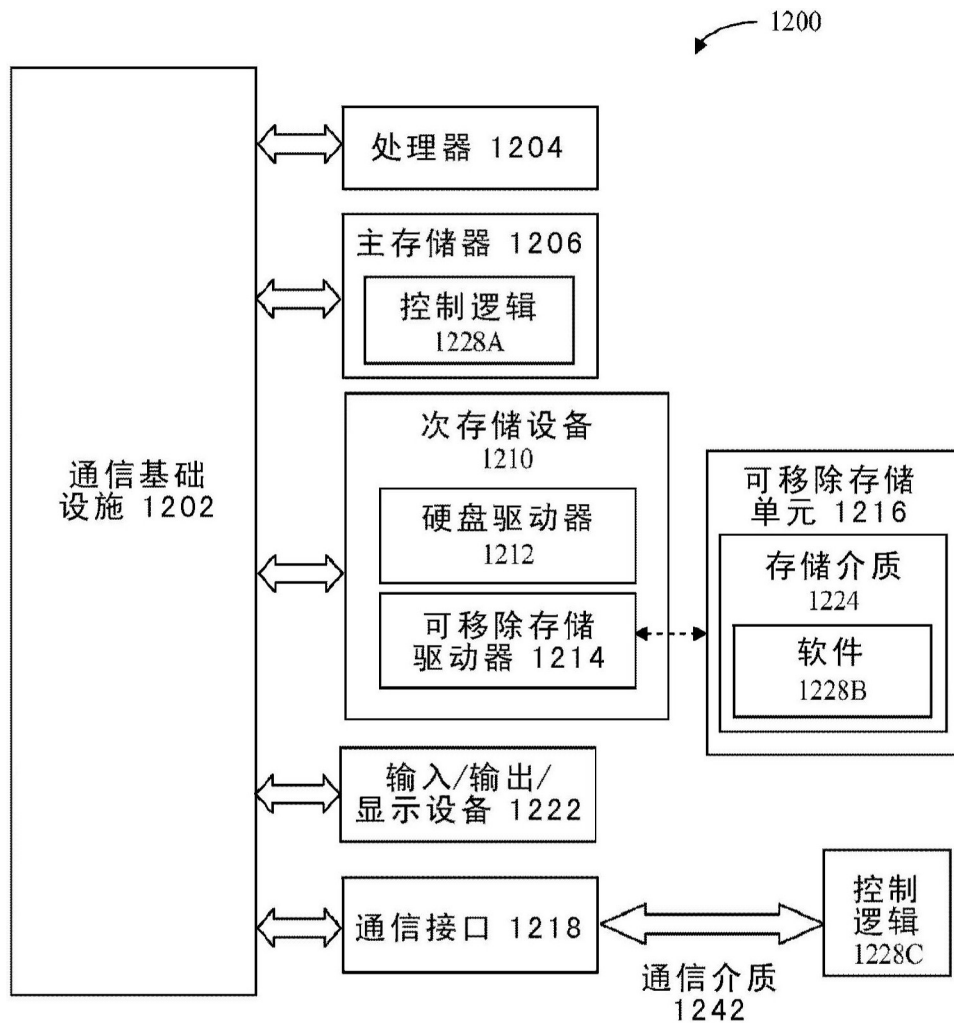 1200
处理器 1204
主存储器 1206
控制逻辑
1228A
次存储设备
1210
硬盘驱动器
1212
可移除存储
驱动器 1214
通信基础
设施 1202
可移除存储
单元 1216
存储介质
1224
软件
1228B
输入/输出/
显示设备 1222
通信接口 1218
通信介质
1242
控制
逻辑
1228C